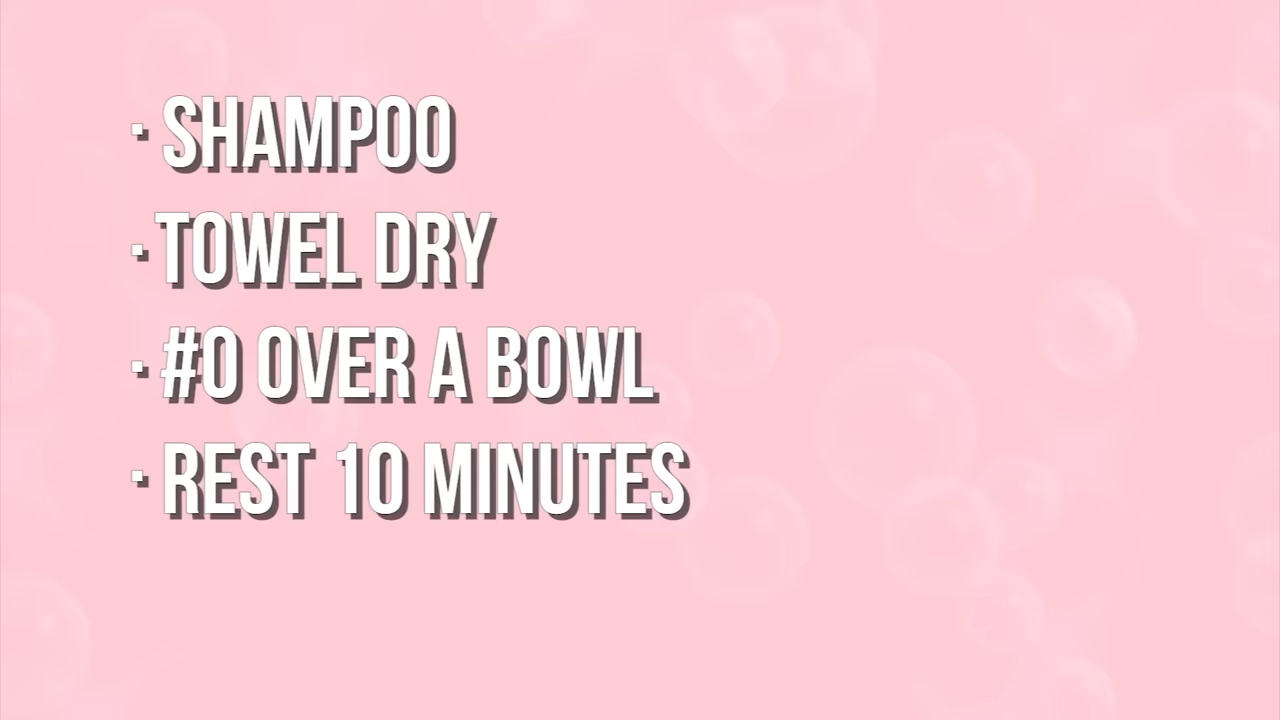 · SHAMPOO
· TOWEL DRY
· #0 OVER A BOWL
· REST 10 MINUTES